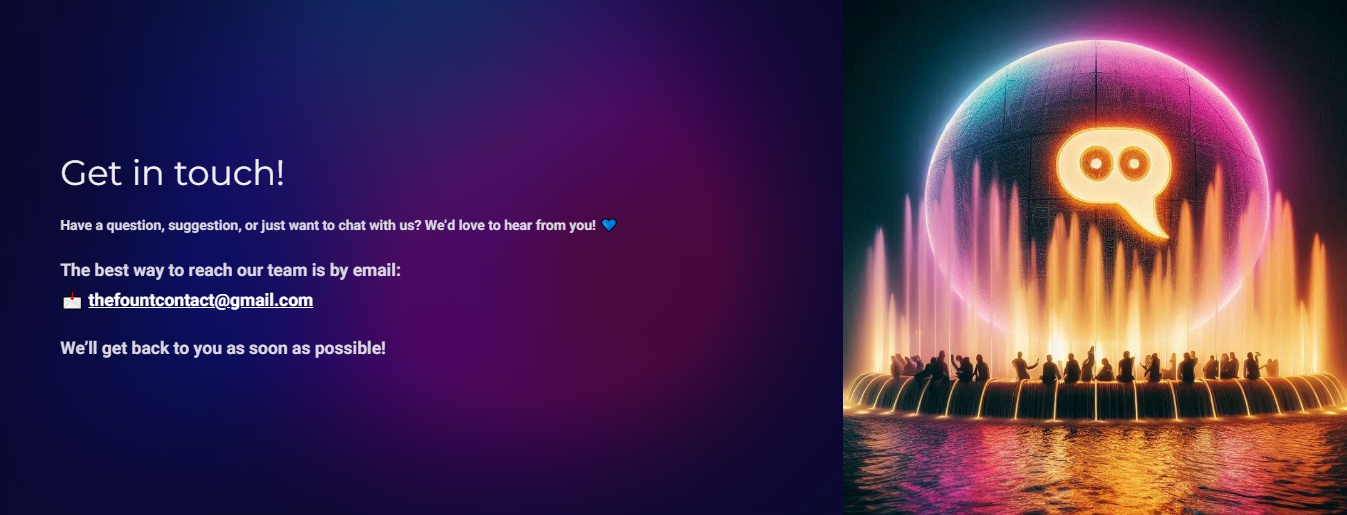 Get in touch!
Have a question, suggestion, or just want to chat with us? We’d love to hear from you! 💙
The best way to reach our team is by email:
📩 thefountcontact@gmail.com
We’ll get back to you as soon as possible!